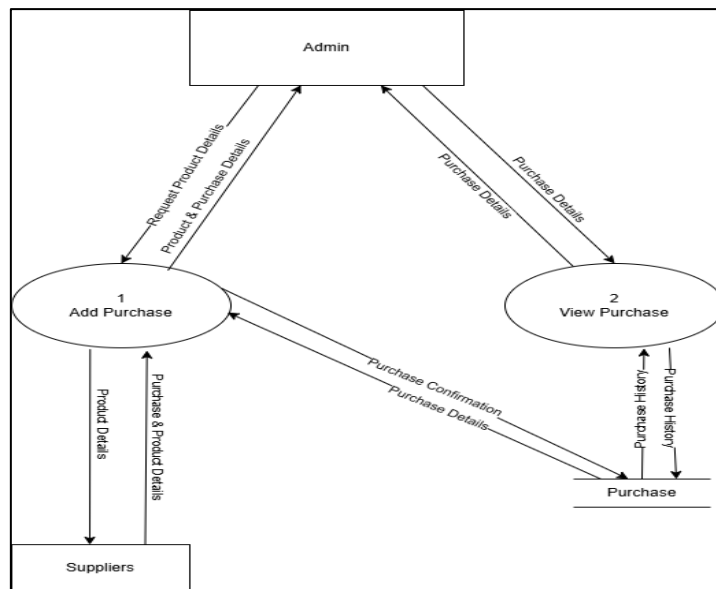 Admin
Request Product Details
Product & Purchase Details
Purchase Details
Purchase Details
1
Add Purchase
2
View Purchase
Purchase Confirmation
Purchase Details
Product Details
Purchase & Product Details
Purchase History
Purchase History
Purchase
Suppliers